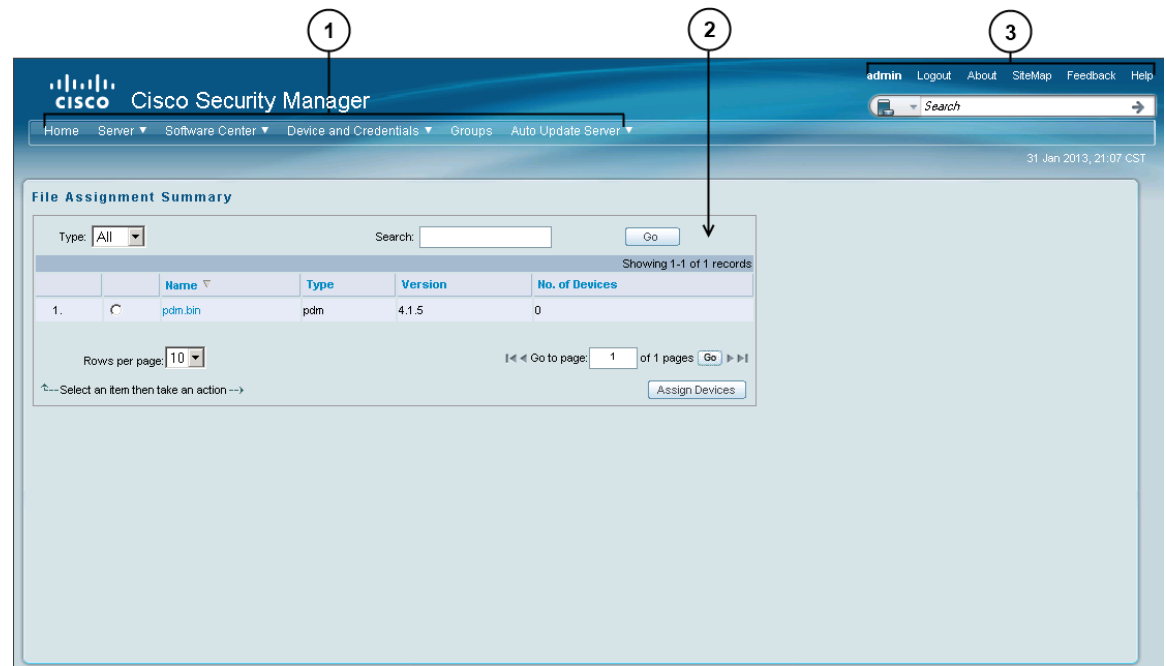 1
2
3
admin Logout About SiteMap Feedback Help
CISCO Cisco Security Manager
Search
Home Server Software Center Device and Credentials Groups Auto Update Server
31 Jan 2013, 21:07 CST
File Assignment Summary
Type: All Search: Go
Showing 1-1 of 1 records
Name Type Version No. of Devices
1. pdm.bin pdm 4.1.5 0
Rows per page: 10 Go to page: 1 of 1 pages Go
Select an item then take an action
Assign Devices